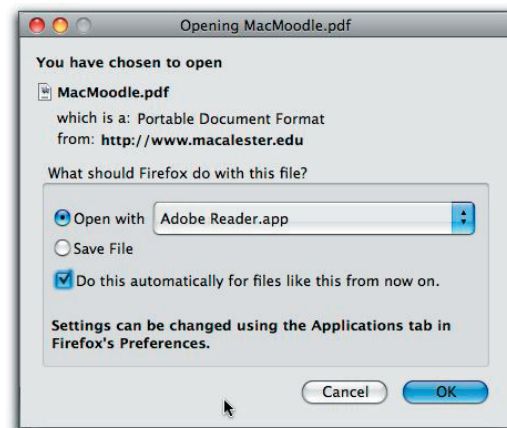 Opening MacMoodle.pdf
You have chosen to open
MacMoodle.pdf
which is a: Portable Document Format
from: http://www.macalester.edu
What should Firefox do with this file?
Open with Adobe Reader.app
Save File
Do this automatically for files like this from now on.
Settings can be changed using the Applications tab in
Firefox's Preferences.
Cancel OK